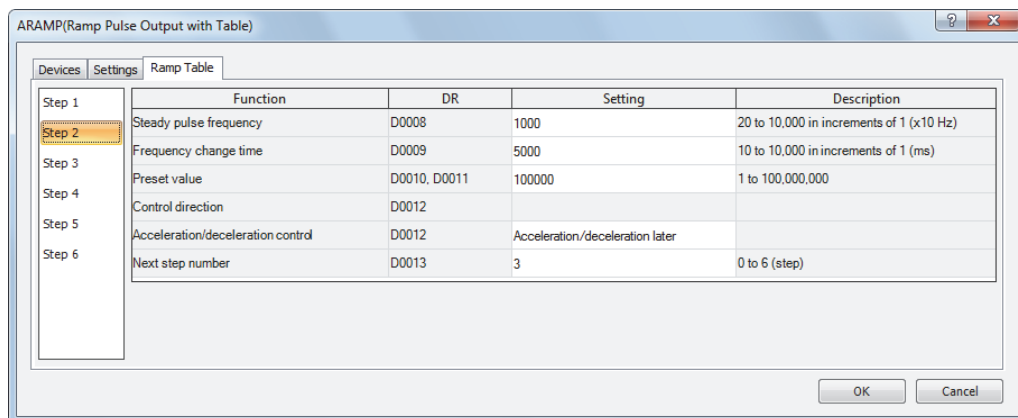 ARAMP(Ramp Pulse Output with Table)
?
X
Devices Settings Ramp Table
Step 1
Step 2
Step 3
Step 4
Step 5
Step 6
Function DR Setting Description
Steady pulse frequency D0008 1000 20 to 10,000 in increments of 1 (x10 Hz)
Frequency change time D0009 5000 10 to 10,000 in increments of 1 (ms)
Preset value D0010, D0011 100000 1 to 100,000,000
Control direction D0012
Acceleration/deceleration control D0012 Acceleration/deceleration later
Next step number D0013 3 0 to 6 (step)
OK Cancel